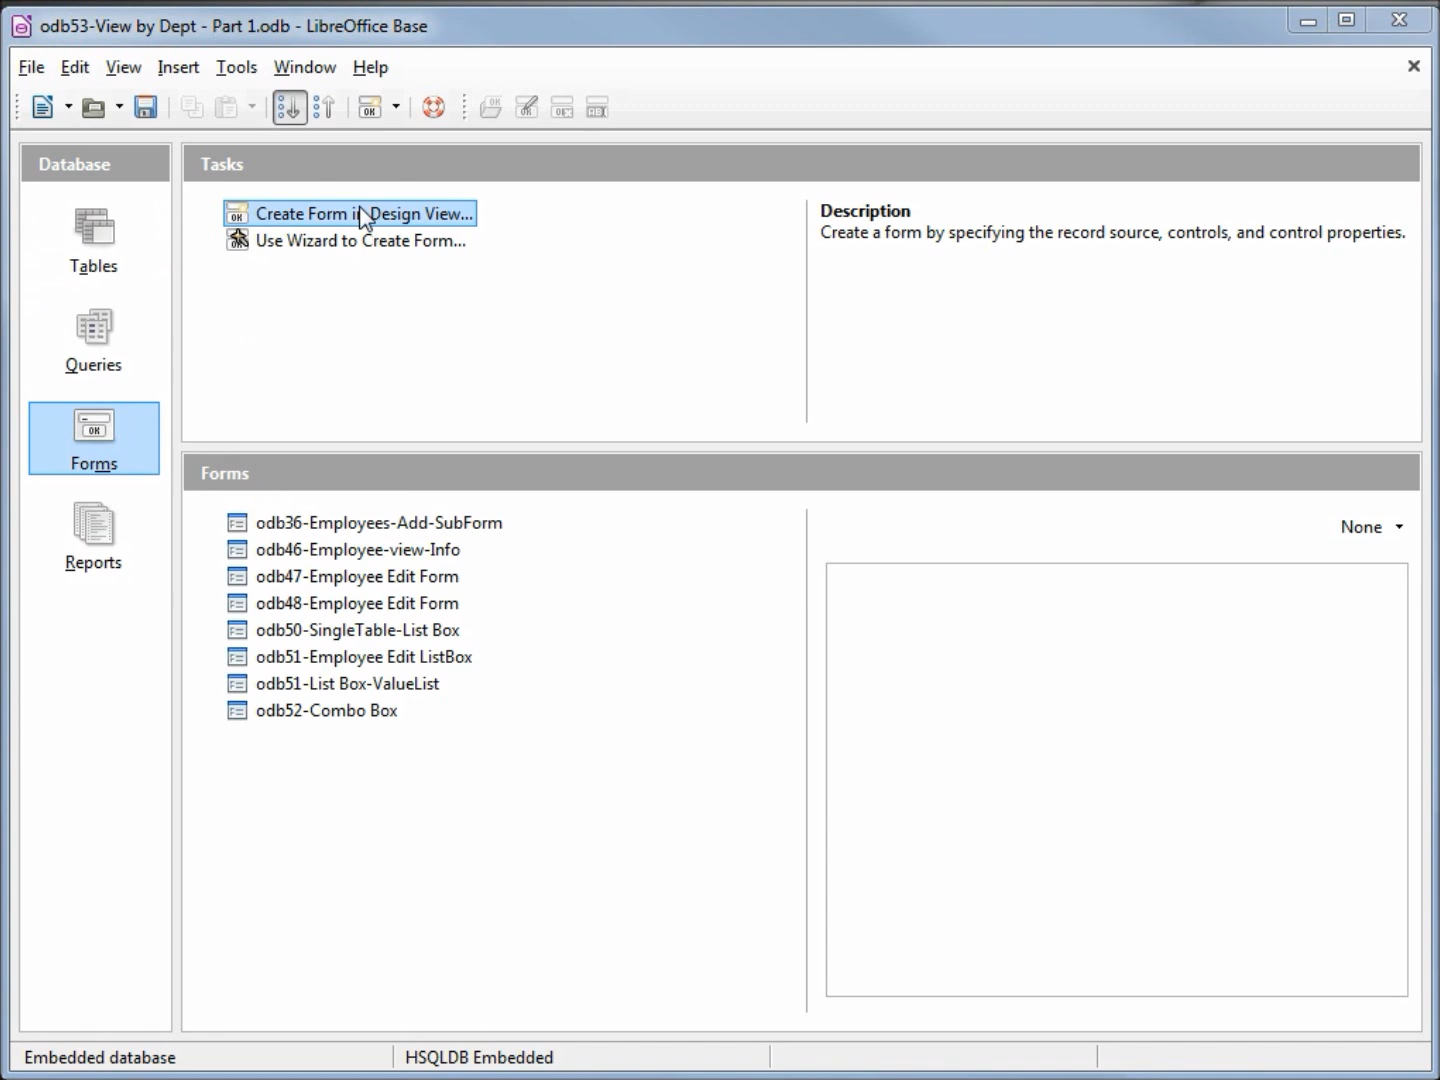 odb53-View by Dept - Part 1.odb - LibreOffice Base
File Edit View Insert Tools Window Help
Database
Tables
Queries
Forms
Reports
Tasks
Create Form in Design View...
Use Wizard to Create Form...
Description
Create a form by specifying the record source, controls, and control properties.
Forms
odb36-Employees-Add-SubForm
odb46-Employee-view-Info
odb47-Employee Edit Form
odb48-Employee Edit Form
odb50-SingleTable-List Box
odb51-Employee Edit ListBox
odb51-List Box-ValueList
odb52-Combo Box
None
Embedded database
HSQLDB Embedded